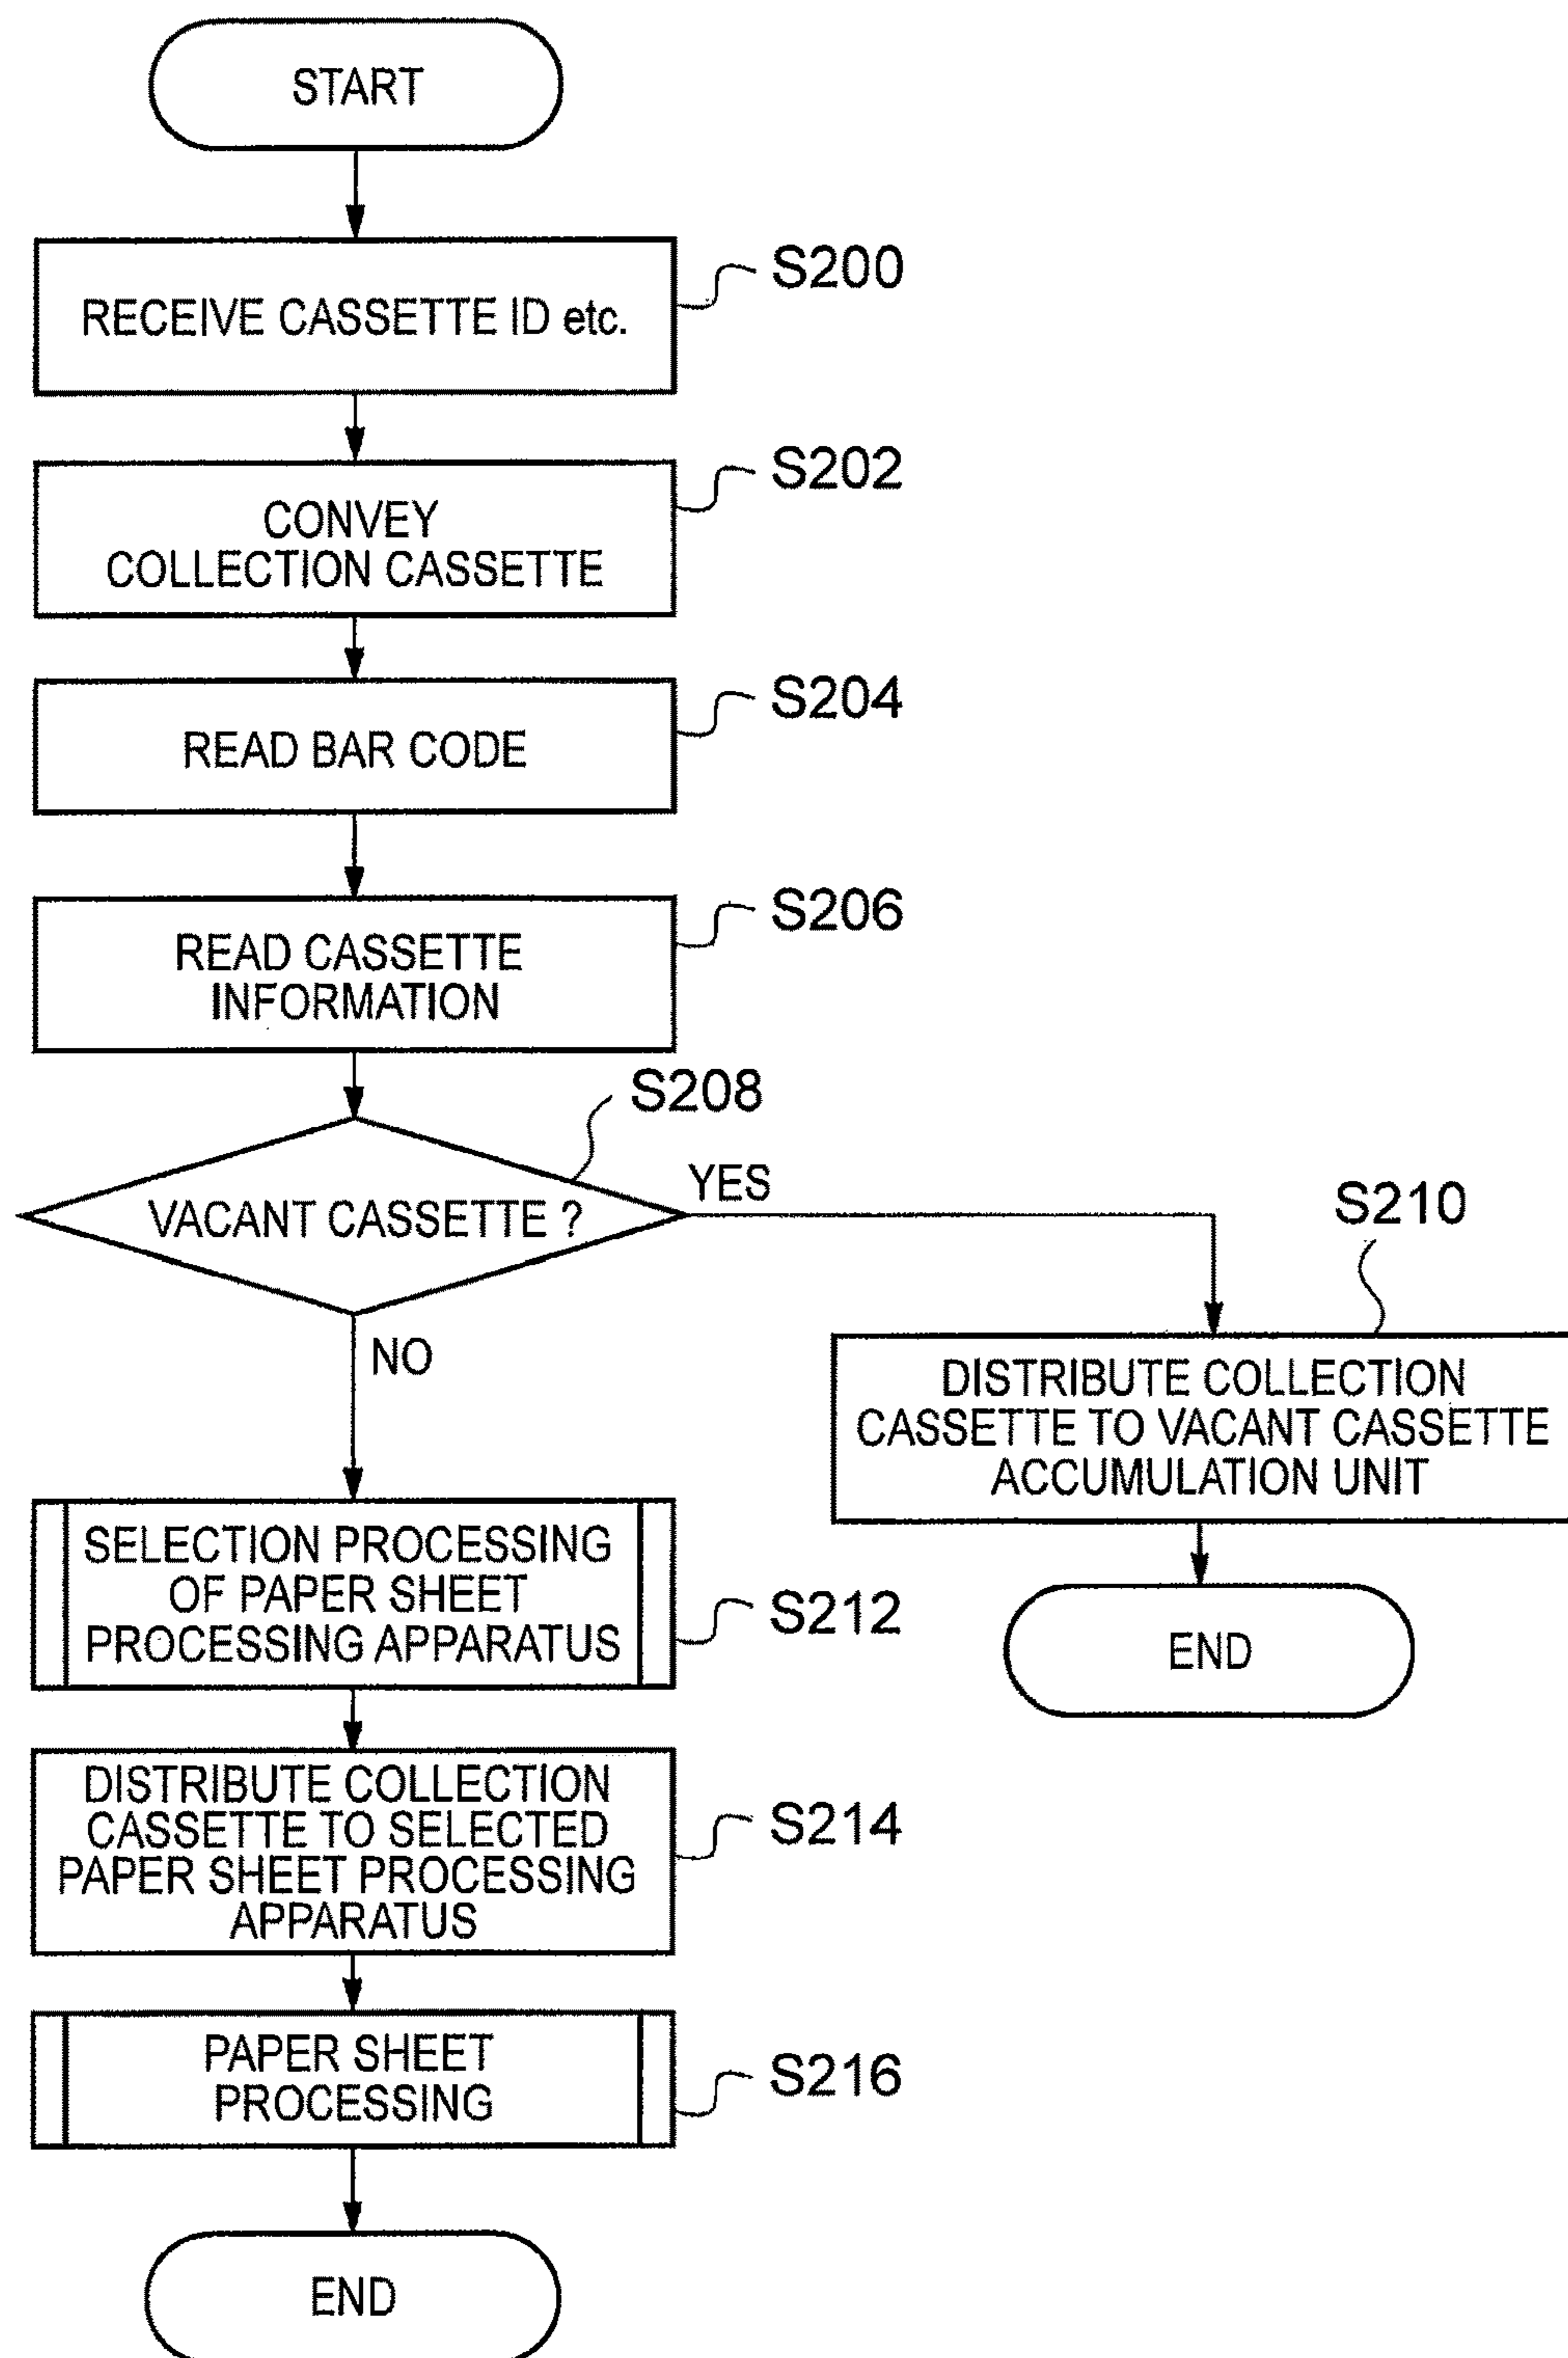 START
RECEIVE CASSETTE ID etc.
S200
CONVEY
COLLECTION CASSETTE
S202
READ BAR CODE
S204
READ CASSETTE
INFORMATION
S206
VACANT CASSETTE ?
S208
YES
NO
DISTRIBUTE COLLECTION
CASSETTE TO VACANT CASSETTE
ACCUMULATION UNIT
S210
END
SELECTION PROCESSING
OF PAPER SHEET
PROCESSING APPARATUS
S212
DISTRIBUTE COLLECTION
CASSETTE TO SELECTED
PAPER SHEET PROCESSING
APPARATUS
S214
PAPER SHEET
PROCESSING
S216
END